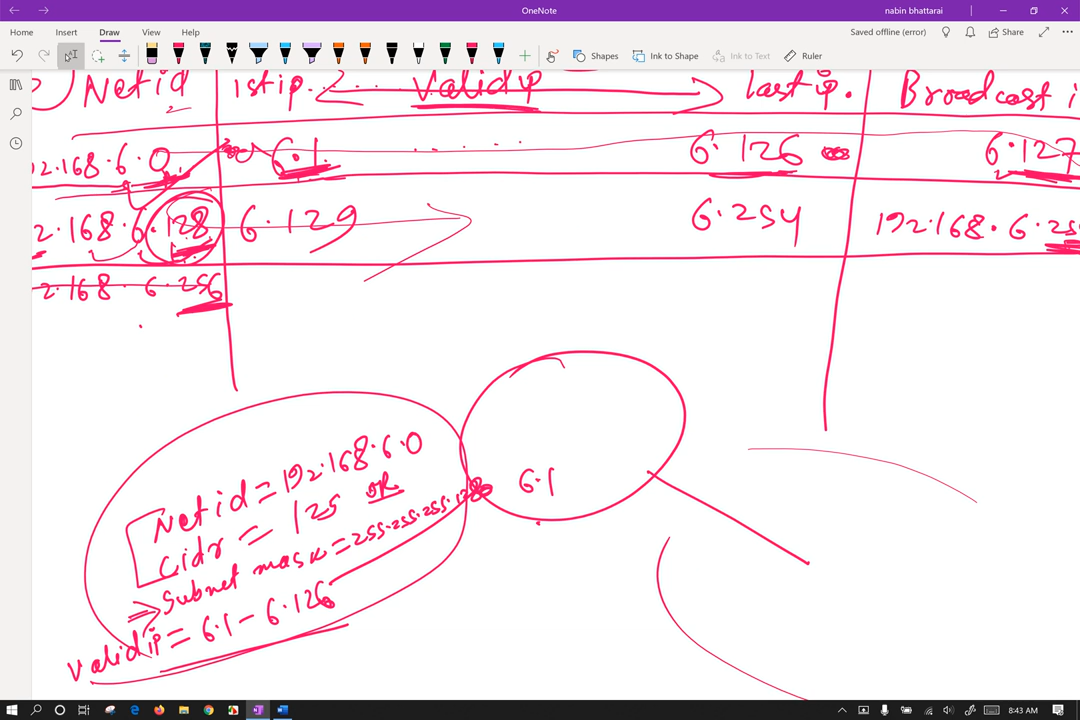 OneNote
nabin bhattarai
Home
Insert
Draw
View
Help
Saved offline (error)
Share
Shapes
Ink to Shape
Ink to Text
Math
Ruler
Net id
1st ip.
Valid ip
last ip.
Broadcast i
92.168.6.0
6.1
6.126
6.127
2.168.6.128
6.129
6.254
192.168.6.25
2.168.6.256
Net id = 192.168.6.0
Cidr = 125 or
Subnet mask = 255.255.255.128
Valid ip = 6.1 - 6.126
6.1
8:43 AM